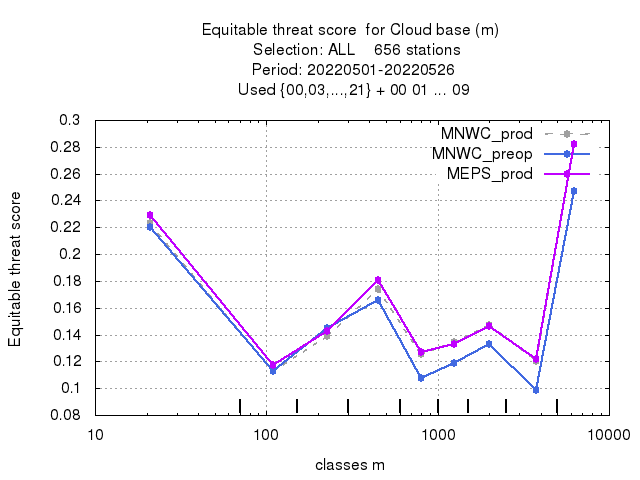 Equitable threat score  for Cloud base (m)
Selection: ALL    656 stations
Period: 20220501-20220526
Used {00,03,...,21} + 00 01 ... 09
MNWC_prod
MNWC_preop
MEPS_prod
Equitable threat score
0.3
0.28
0.26
0.24
0.22
0.2
0.18
0.16
0.14
0.12
0.1
0.08
10 100 1000 10000
classes m